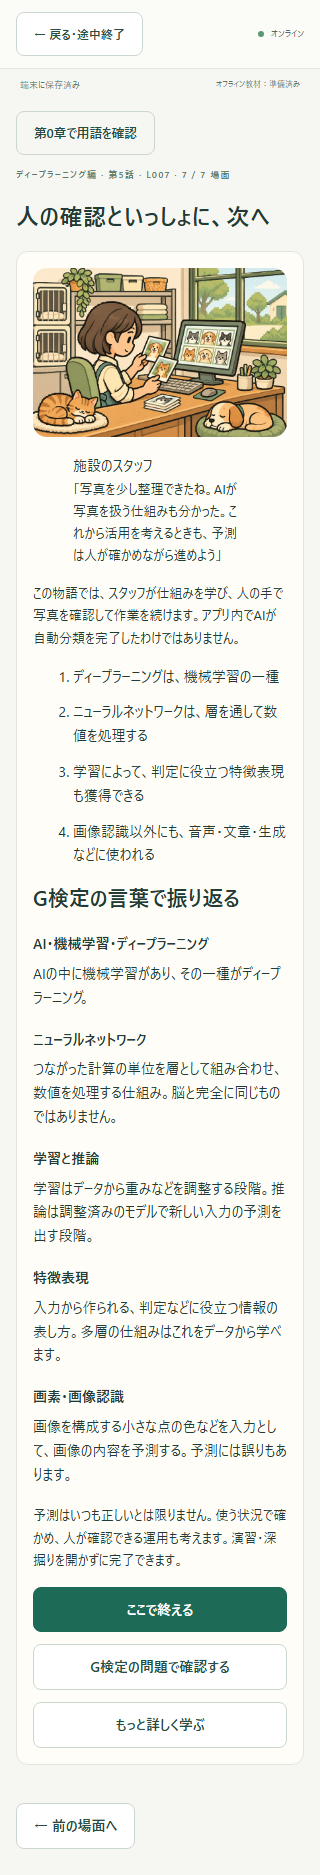 ← 戻る・途中終了
オンライン
端末に保存済み
オフライン教材：準備済み
第0章で用語を確認
ディープラーニング編 · 第5話 · L007 · 7 / 7 場面
人の確認といっしょに、次へ
施設のスタッフ
「写真を少し整理できたね。AIが
写真を扱う仕組みも分かった。こ
れから活用を考えるときも、予測
は人が確かめながら進めよう」
この物語では、スタッフが仕組みを学び、人の手で
写真を確認して作業を続けます。アプリ内でAIが
自動分類を完了したわけではありません。
1. ディープラーニングは、機械学習の一種
2. ニューラルネットワークは、層を通して数
値を処理する
3. 学習によって、判定に役立つ特徴表現
も獲得できる
4. 画像認識以外にも、音声・文章・生成
などに使われる
G検定の言葉で振り返る
AI・機械学習・ディープラーニング
AIの中に機械学習があり、その一種がディープ
ラーニング。
ニューラルネットワーク
つながった計算の単位を層として組み合わせ、
数値を処理する仕組み。脳と完全に同じもの
ではありません。
学習と推論
学習はデータから重みなどを調整する段階。推
論は調整済みのモデルで新しい入力の予測を
出す段階。
特徴表現
入力から作られる、判定などに役立つ情報の
表し方。多層の仕組みはこれをデータから学べ
ます。
画素・画像認識
画像を構成する小さな点の色などを入力とし
て、画像の内容を予測する。予測には誤りもあ
ります。
予測はいつも正しいとは限りません。使う状況で確
かめ、人が確認できる運用も考えます。演習・深
掘りを開かずに完了できます。
ここで終える
G検定の問題で確認する
もっと詳しく学ぶ
← 前の場面へ